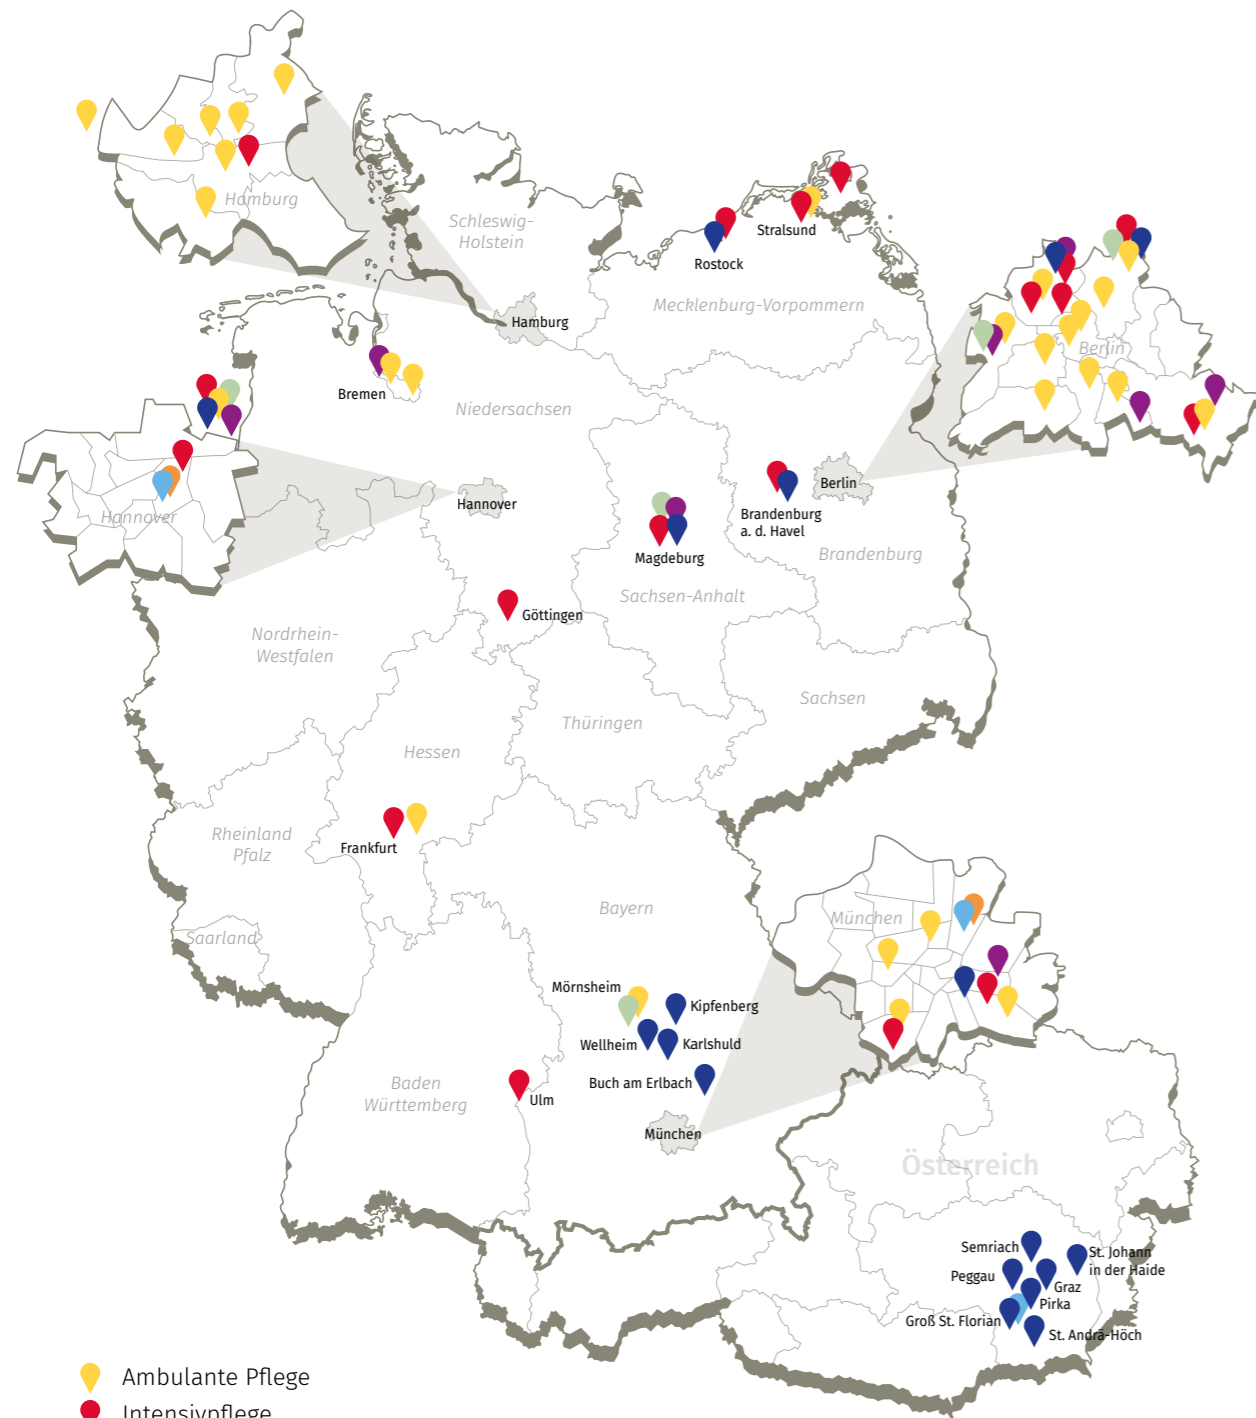 Hamburg
Schleswig-
Holstein
Stralsund
Rostock
Mecklenburg-Vorpommern
Hamburg
Berlin
Bremen
Niedersachsen
Hannover
Hannover
Berlin
Brandenburg
a. d. Havel
Magdeburg
Brandenburg
Sachsen-Anhalt
Göttingen
Nordrhein-
Westfalen
Sachsen
Thüringen
Hessen
Rheinland
Pfalz
Frankfurt
Bayern
München
Saarland
Mörnsheim
Kipfenberg
Wellheim
Karlshuld
Buch am Erlbach
Baden
Württemberg
Ulm
München
Österreich
Semriach
St. Johann
in der Haide
Peggau
Graz
Pirka
Groß St. Florian
St. Andrä-Höch
Ambulante Pflege
Intensivpflege